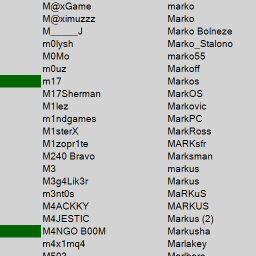 M@xGame marko
M@ximuzzz Marko
M_____J Marko Bolneze
m0lysh Marko_Stalono
M0Mo marko55
m0uz Markoff
m17 Markos
M17Sherman MarkOS
M1lez Markovic
m1ndgames MarkPC
M1sterX MarkRoss
M1zopr1te MARKsfr
M240 Bravo Marksman
M3 markus
M3g4Lik3r markus
m3nt0s MaRKuS
M4ACKKY MARKUS
M4JESTIC Markus (2)
M4NGO B00M Markusha
m4x1mq4 Marlakey